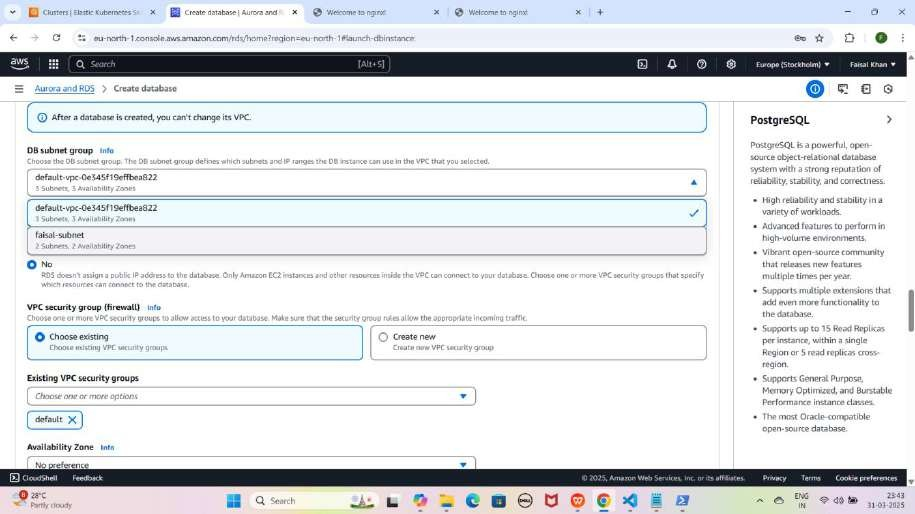 Clusters | Elastic Kubernetes S
Create database | Aurora and R
Welcome to nginx!
Welcome to nginx!
eu-north-1.console.aws.amazon.com/rds/home?region=eu-north-1#launch-dbinstance:
aws
Search
[Alt+S]
Europe (Stockholm)
Faisal Khan
Aurora and RDS
Create database
After a database is created, you can't change its VPC.
DB subnet group Info
Choose the DB subnet group. The DB subnet group defines which subnets and IP ranges the DB instance can use in the VPC that you selected.
default-vpc-0e345f19effbea822
3 Subnets, 3 Availability Zones
default-vpc-0e345f19effbea822
3 Subnets, 3 Availability Zones
faisal-subnet
2 Subnets, 2 Availability Zones
No
RDS doesn't assign a public IP address to the database. Only Amazon EC2 instances and other resources inside the VPC can connect to your database. Choose one or more VPC security groups that specify
which resources can connect to the database.
VPC security group (firewall) Info
Choose one or more VPC security groups to allow access to your database. Make sure that the security group rules allow the appropriate incoming traffic.
Choose existing
Choose existing VPC security groups
Create new
Create new VPC security group
Existing VPC security groups
Choose one or more options
default
Availability Zone Info
No preference
PostgreSQL
PostgreSQL is a powerful, open-
source object-relational database
system with a strong reputation of
reliability, stability, and correctness.
High reliability and stability in a
variety of workloads.
Advanced features to perform in
high-volume environments.
Vibrant open-source community
that releases new features
multiple times per year.
Supports multiple extensions that
add even more functionality to
the database.
Supports up to 15 Read Replicas
per instance, within a single
Region or 5 read replicas cross-
region.
Supports General Purpose,
Memory Optimized, and Burstable
Performance instance classes.
The most Oracle-compatible
open-source database.
CloudShell
Feedback
© 2025, Amazon Web Services, Inc. or its affiliates.
Privacy
Terms
Cookie preferences
28°C
Partly cloudy
Search
ENG
IN
23:43
31-03-2025